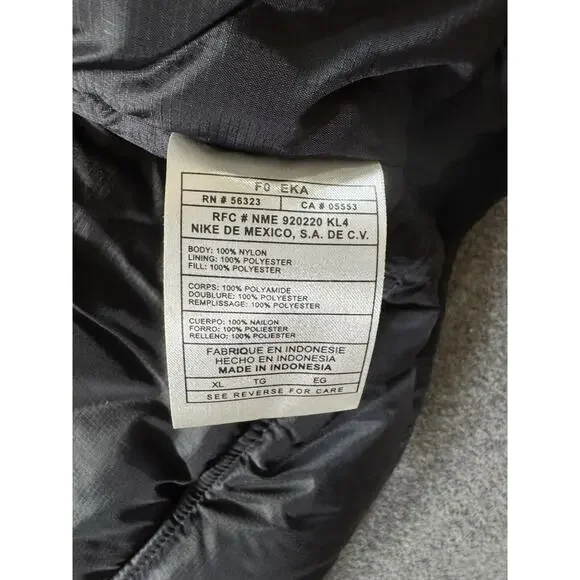 F0 EKA
RN # 56323 CA # 05553
RFC # NME 920220 KL4
NIKE DE MEXICO, S.A. DE C.V.
BODY: 100% NYLON
LINING: 100% POLYESTER
FILL: 100% POLYESTER
CORPS: 100% POLYAMIDE
DOUBLURE: 100% POLYESTER
REMPLISSAGE: 100% POLYESTER
CUERPO: 100% NAILON
FORRO: 100% POLIESTER
RELLENO: 100% POLIESTER
FABRIQUE EN INDONESIE
HECHO EN INDONESIA
MADE IN INDONESIA
XL TG EG
SEE REVERSE FOR CARE